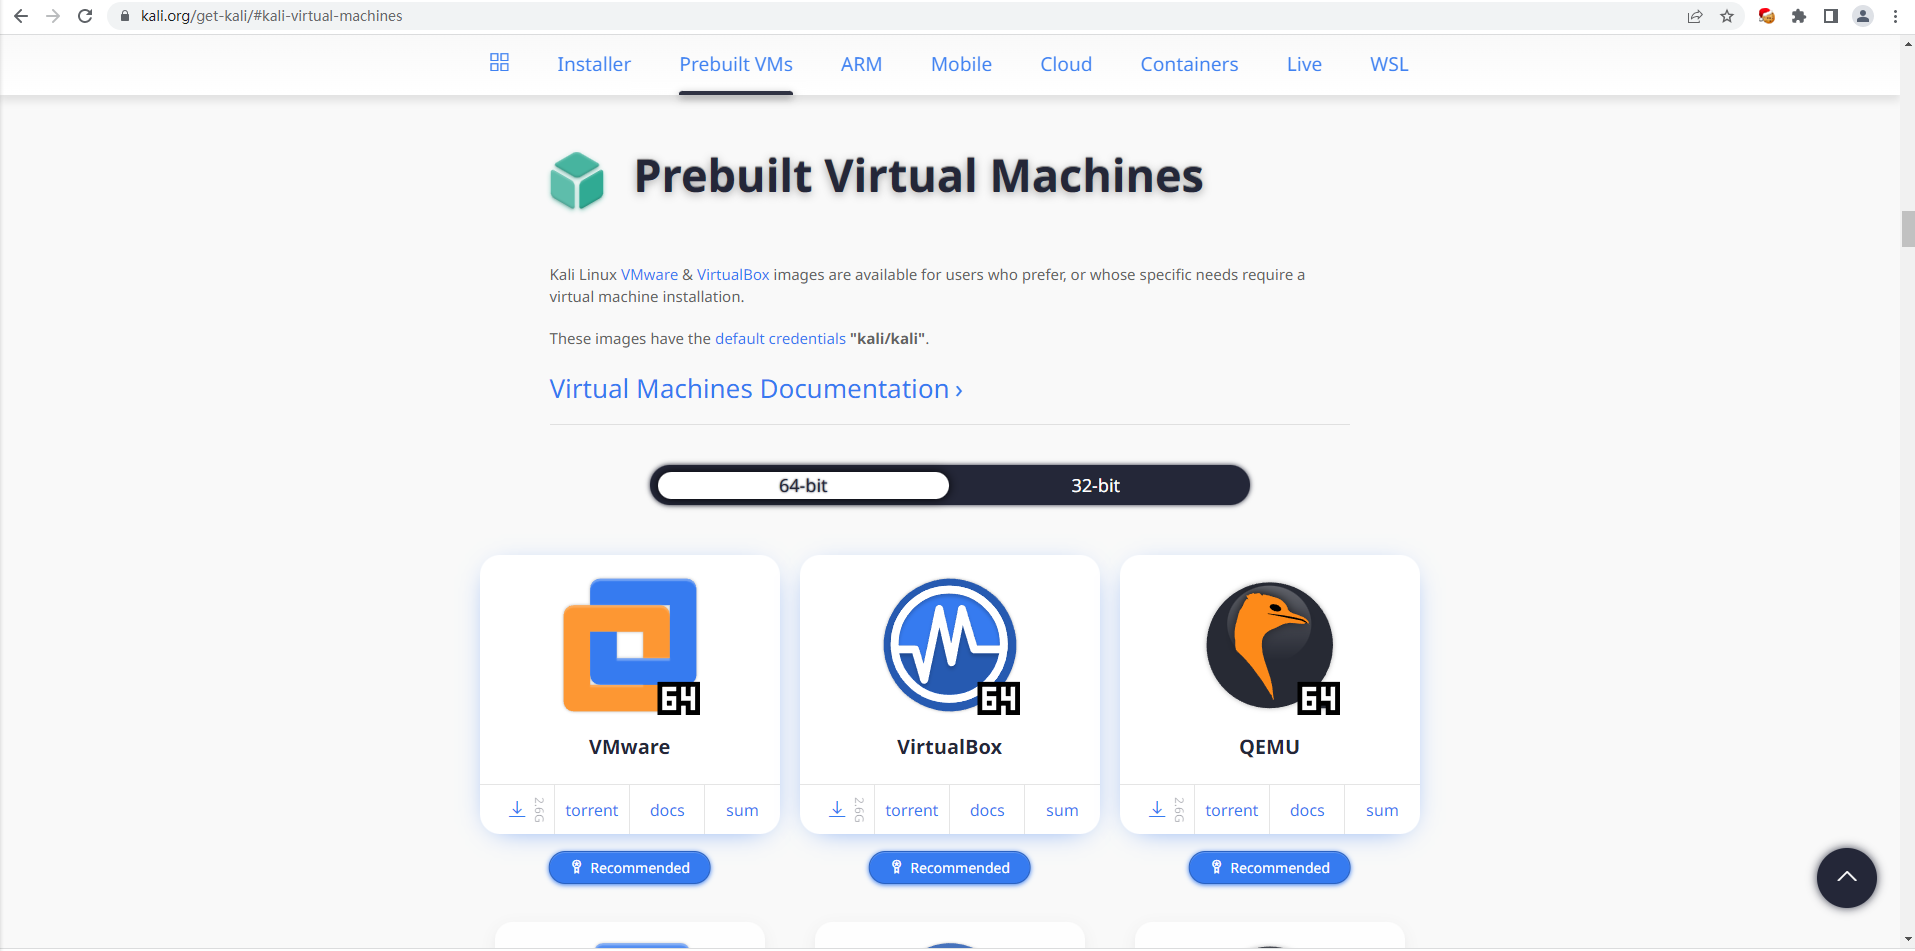 kali.org/get-kali/#kali-virtual-machines
Installer Prebuilt VMs ARM Mobile Cloud Containers Live WSL
Prebuilt Virtual Machines
Kali Linux VMware & VirtualBox images are available for users who prefer, or whose specific needs require a
virtual machine installation.
These images have the default credentials "kali/kali".
Virtual Machines Documentation ›
64-bit 32-bit
64 64 64
VMware VirtualBox QEMU
2.6G torrent docs sum 2.6G torrent docs sum 2.6G torrent docs sum
Recommended Recommended Recommended